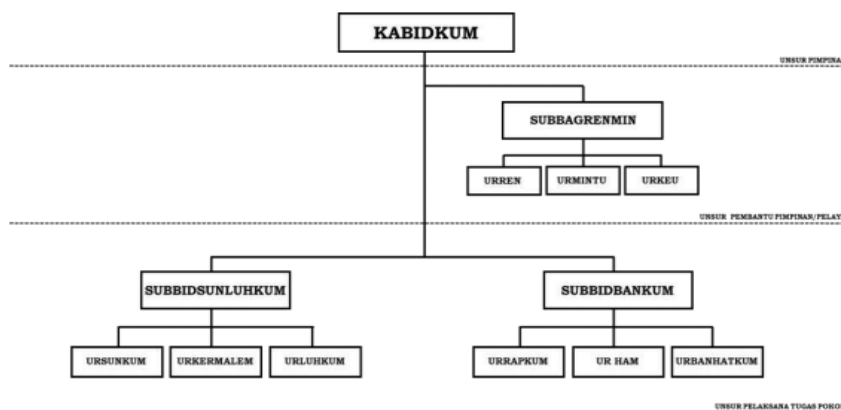 KABIDKUM
UNSUR PIMPINA
SUBBAGRENMIN
URREN URMINTU URKEU
UNSUR PEMBANTU PIMPINAN/PELAY
SUBBIDSUNLUHKUM SUBBIDBANKUM
URSUNKUM URKERMALEM URLUHKUM URRAPKUM UR HAM URBANHATKUM
UNSUR PELAKSANA TUGAS POKO